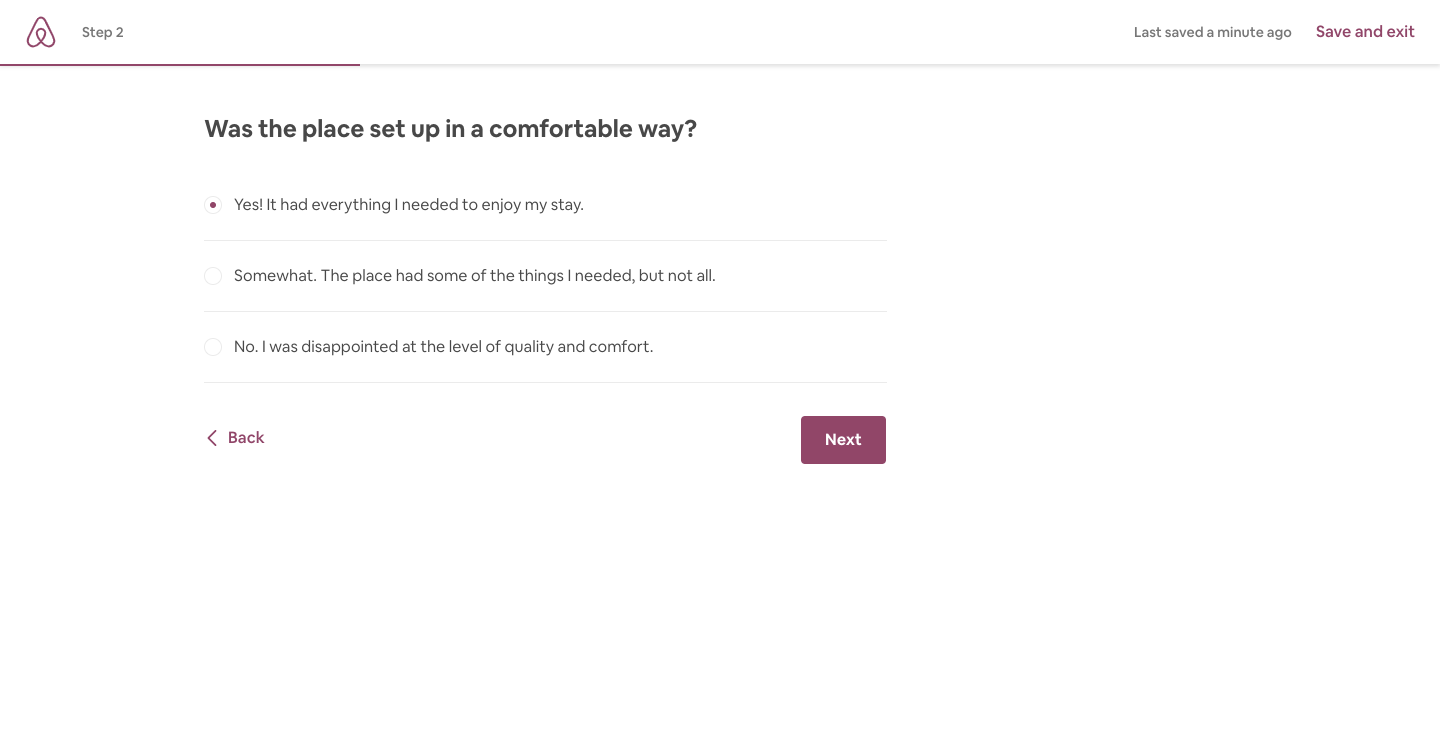 Step 2
Last saved a minute ago
Save and exit
Was the place set up in a comfortable way?
Yes! It had everything I needed to enjoy my stay.
Somewhat. The place had some of the things I needed, but not all.
No. I was disappointed at the level of quality and comfort.
Back
Next